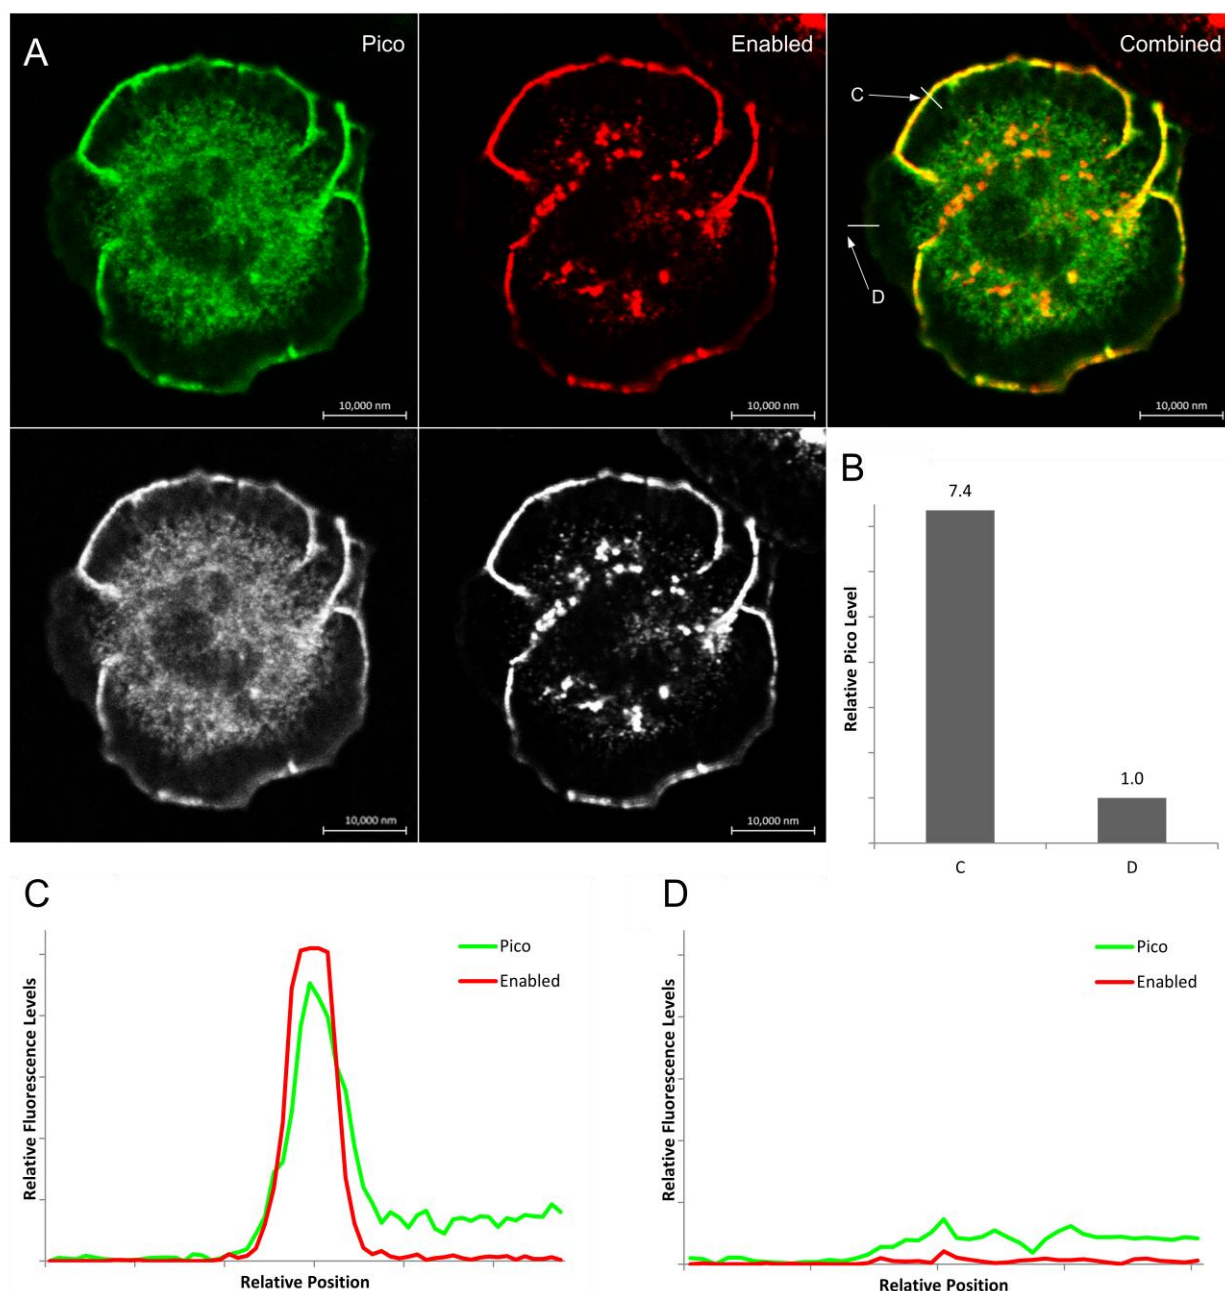 A
Pico
Enabled
Combined
C
D
10,000 nm
10,000 nm
10,000 nm
10,000 nm
10,000 nm
B
7.4
1.0
Relative Pico Level
C
D
C
Pico
Enabled
Relative Fluorescence Levels
Relative Position
D
Pico
Enabled
Relative Fluorescence Levels
Relative Position